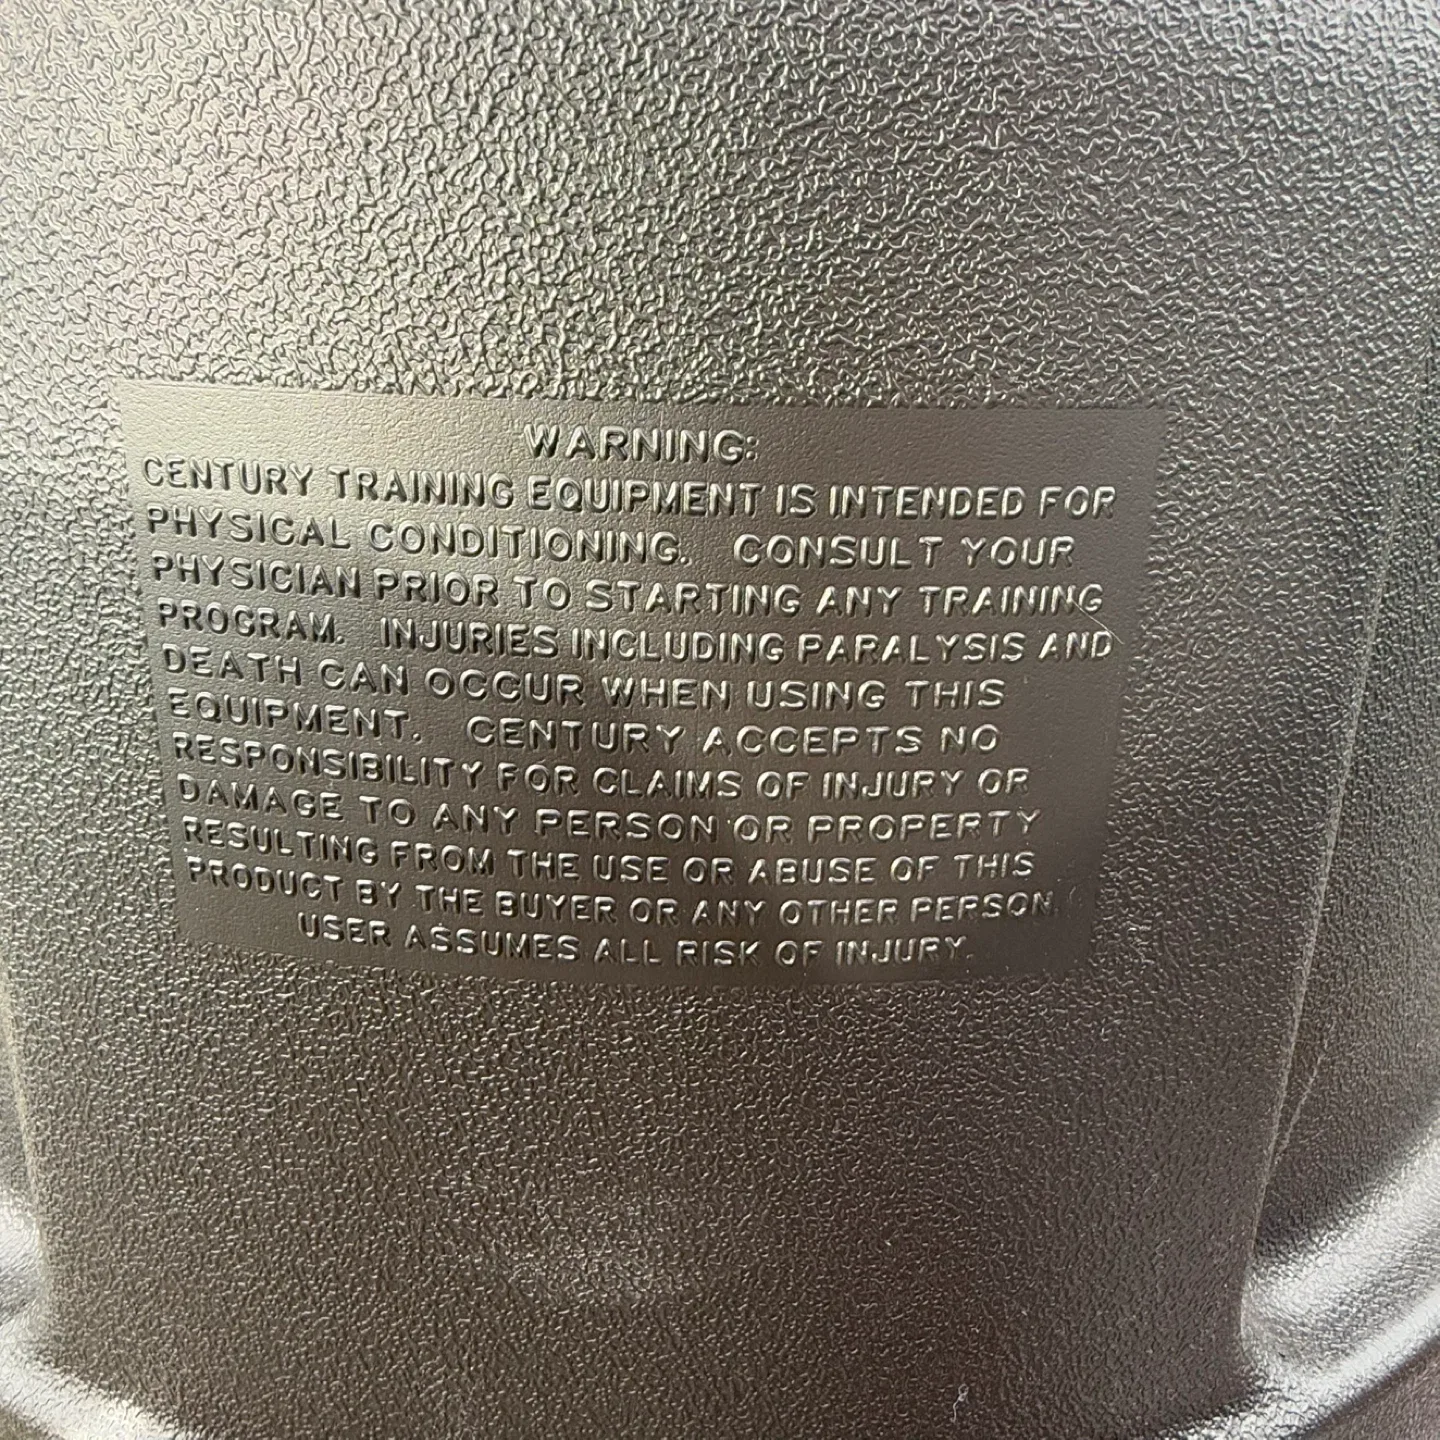 WARNING:
CENTURY TRAINING EQUIPMENT IS INTENDED FOR
PHYSICAL CONDITIONING. CONSULT YOUR
PHYSICIAN PRIOR TO STARTING ANY TRAINING
PROGRAM. INJURIES INCLUDING PARALYSIS AND
DEATH CAN OCCUR WHEN USING THIS
EQUIPMENT. CENTURY ACCEPTS NO
RESPONSIBILITY FOR CLAIMS OF INJURY OR
DAMAGE TO ANY PERSON OR PROPERTY
RESULTING FROM THE USE OR ABUSE OF THIS
PRODUCT BY THE BUYER OR ANY OTHER PERSON.
USER ASSUMES ALL RISK OF INJURY.